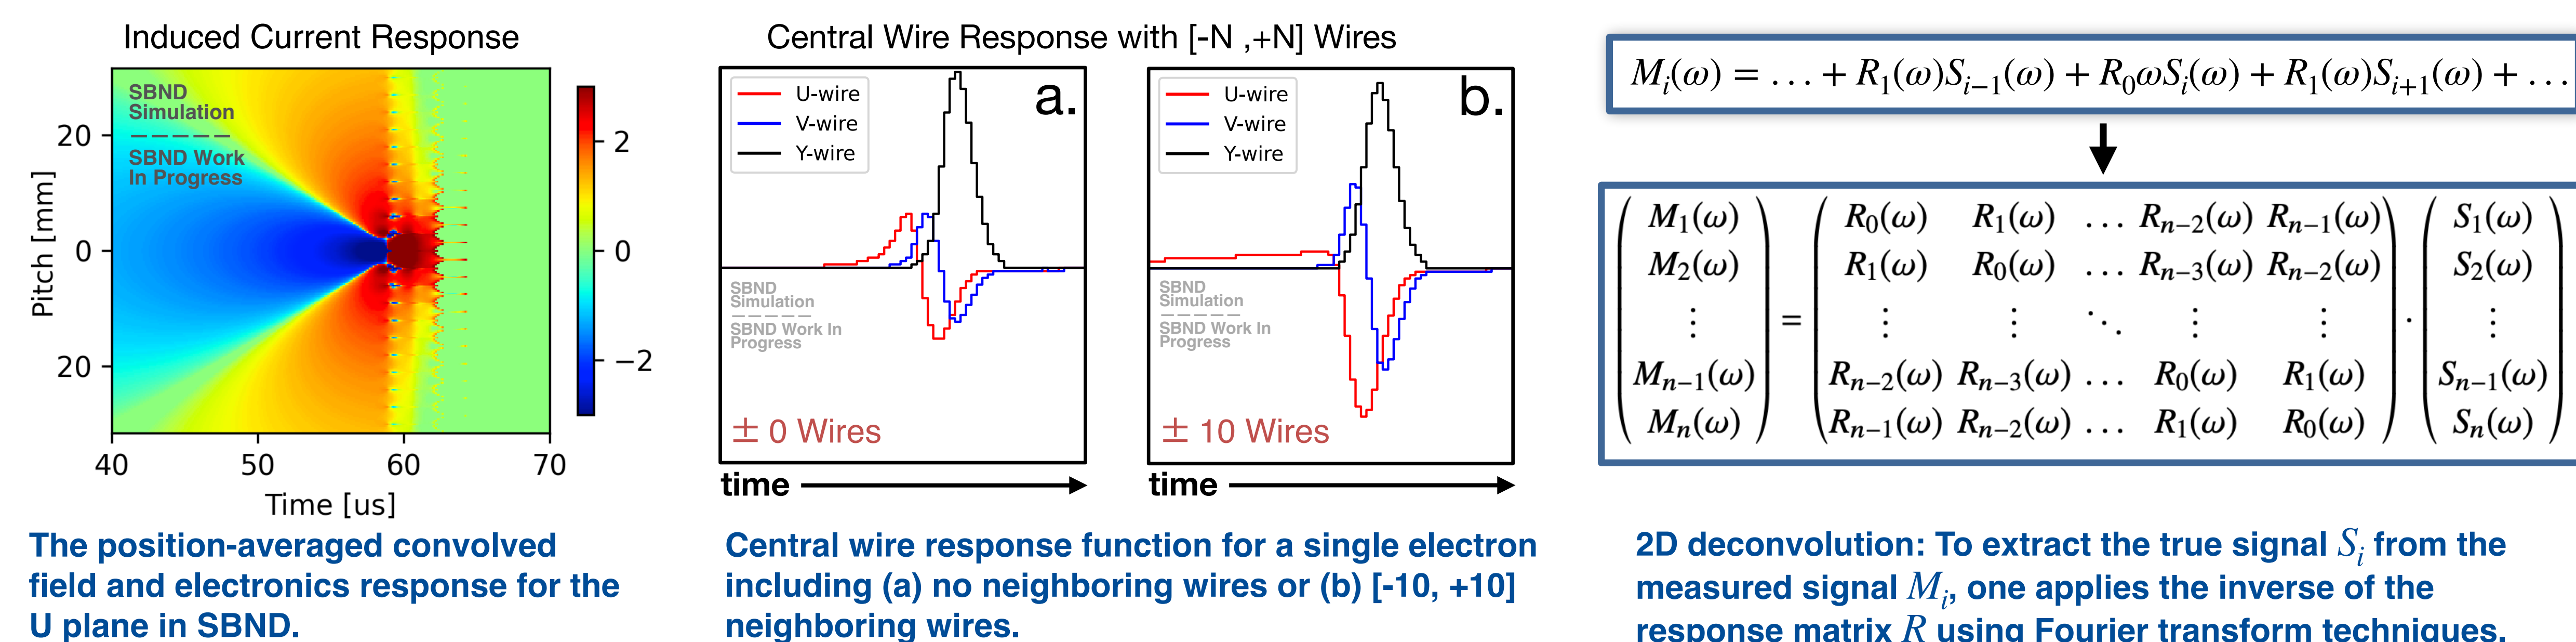 Induced Current Response
SBND
Simulation
SBND Work
In Progress
Pitch [mm]
20
0
20
40 50 60 70
Time [us]
2
0
−2
The position-averaged convolved
field and electronics response for the
U plane in SBND.
Central Wire Response with [-N ,+N] Wires
U-wire
V-wire
Y-wire
a.
SBND
Simulation
SBND Work In
Progress
± 0 Wires
time
U-wire
V-wire
Y-wire
b.
SBND
Simulation
SBND Work In
Progress
± 10 Wires
time
Central wire response function for a single electron
including (a) no neighboring wires or (b) [-10, +10]
neighboring wires.
M_i(ω) = … + R_1(ω)S_{i−1}(ω) + R_0ωS_i(ω) + R_1(ω)S_{i+1}(ω) + …
M_1(ω) R_0(ω) R_1(ω) … R_{n−2}(ω) R_{n−1}(ω) S_1(ω)
M_2(ω) R_1(ω) R_0(ω) … R_{n−3}(ω) R_{n−2}(ω) S_2(ω)
⋮ = ⋮ ⋮ ⋱ ⋮ ⋮ · ⋮
M_{n−1}(ω) R_{n−2}(ω) R_{n−3}(ω) … R_0(ω) R_1(ω) S_{n−1}(ω)
M_n(ω) R_{n−1}(ω) R_{n−2}(ω) … R_1(ω) R_0(ω) S_n(ω)
2D deconvolution: To extract the true signal S_i from the
measured signal M_i, one applies the inverse of the
response matrix R using Fourier transform techniques.